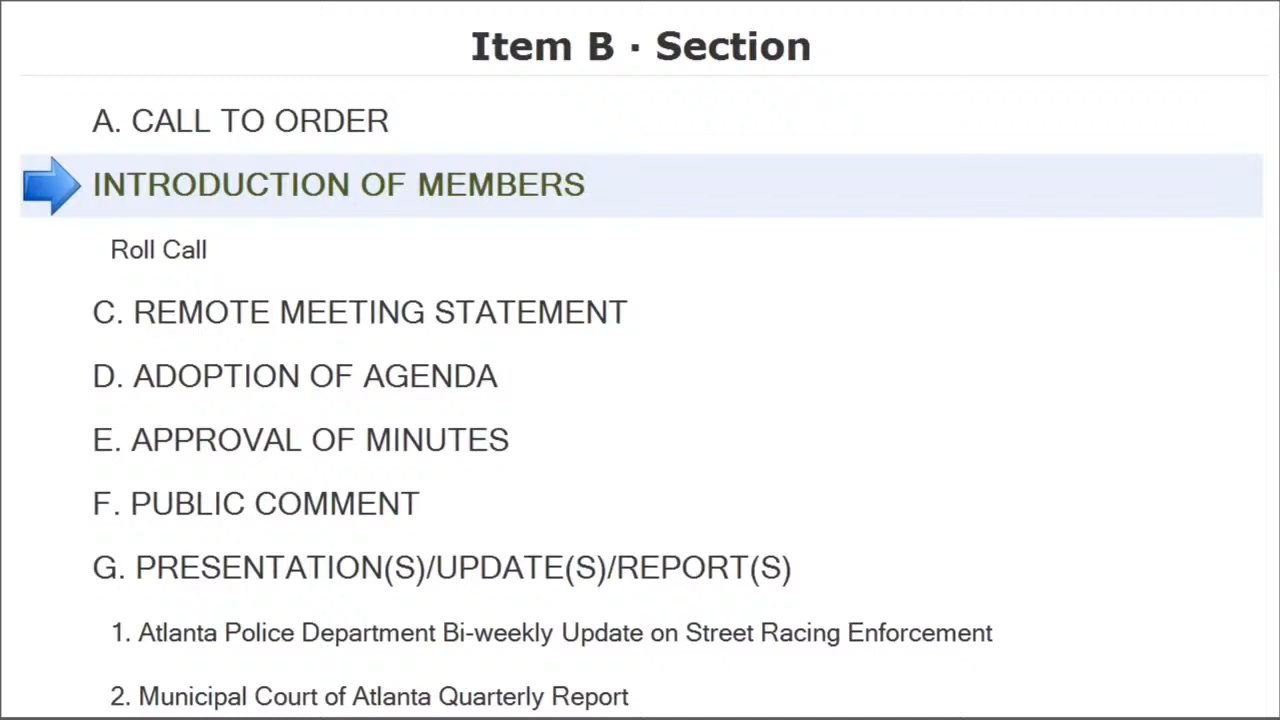 Item B · Section
A. CALL TO ORDER
INTRODUCTION OF MEMBERS
Roll Call
C. REMOTE MEETING STATEMENT
D. ADOPTION OF AGENDA
E. APPROVAL OF MINUTES
F. PUBLIC COMMENT
G. PRESENTATION(S)/UPDATE(S)/REPORT(S)
1. Atlanta Police Department Bi-weekly Update on Street Racing Enforcement
2. Municipal Court of Atlanta Quarterly Report